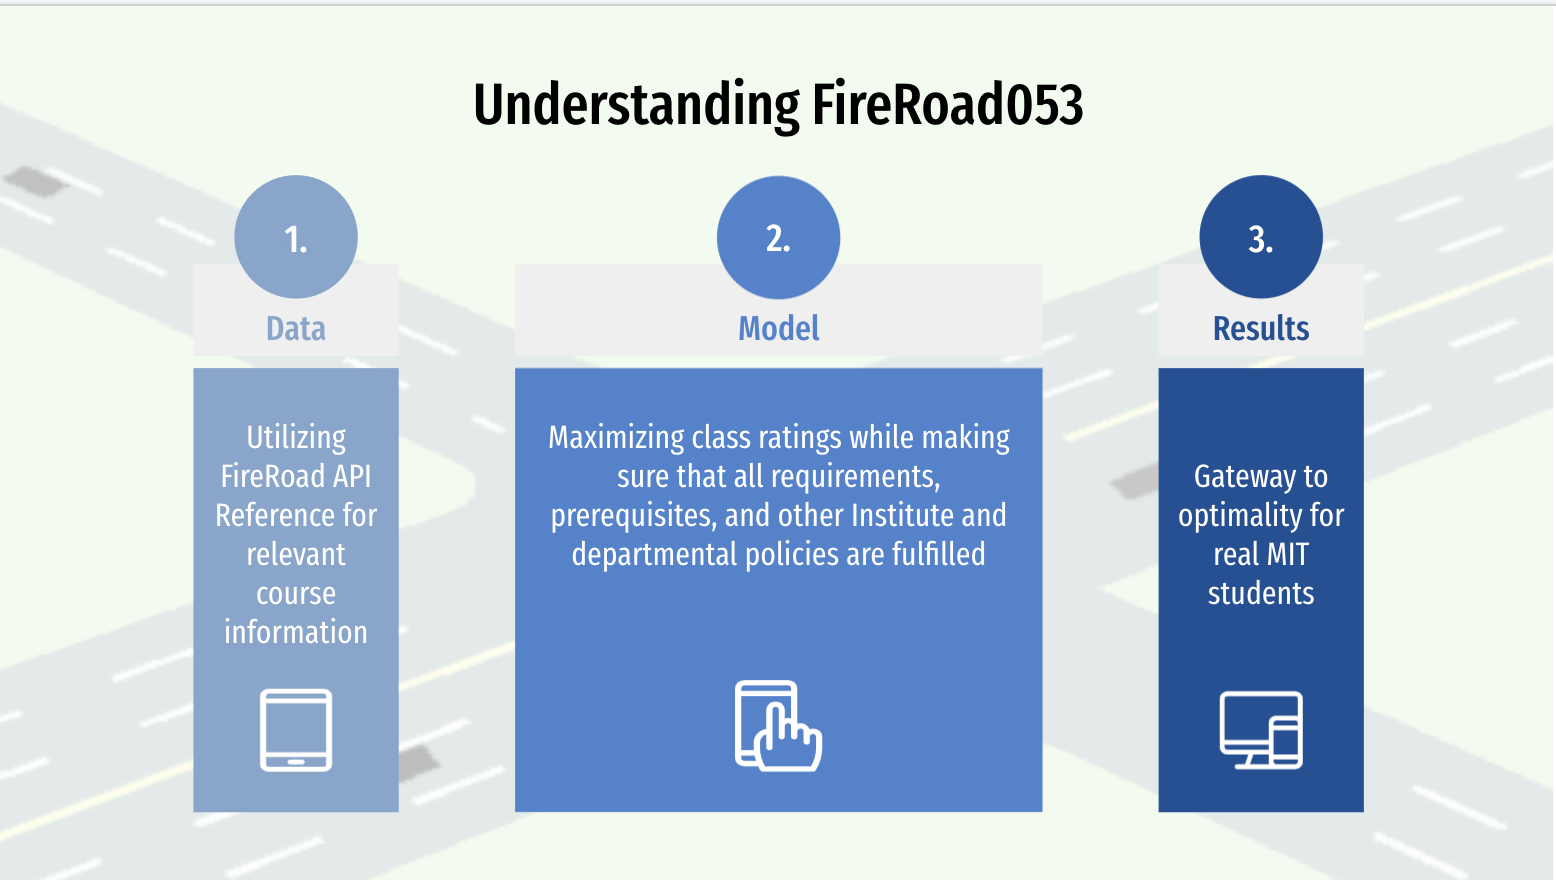 Understanding FireRoad053
1.
Data
Utilizing
FireRoad API
Reference for
relevant
course
information
2.
Model
Maximizing class ratings while making
sure that all requirements,
prerequisites, and other Institute and
departmental policies are fulfilled
3.
Results
Gateway to
optimality for
real MIT
students